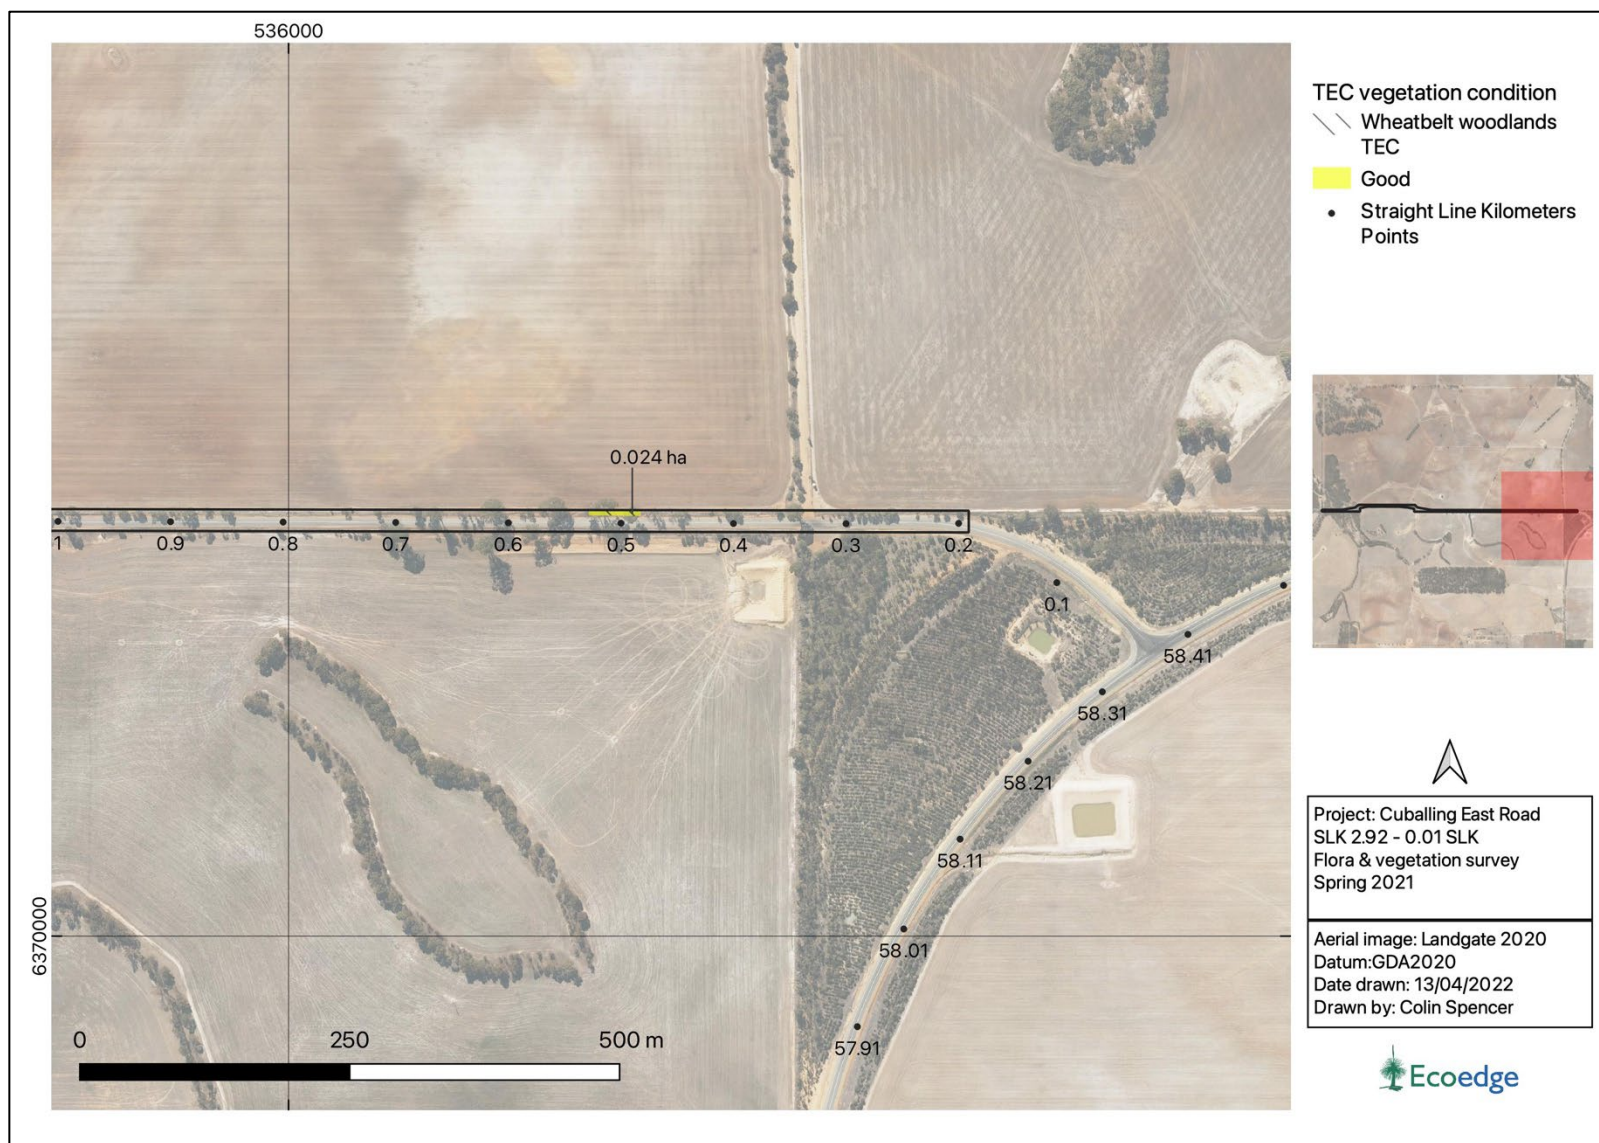 536000
TEC vegetation condition
Wheatbelt woodlands
TEC
Good
Straight Line Kilometers
Points
0.024 ha
1
0.9
0.8
0.7
0.6
0.5
0.4
0.3
0.2
0.1
58.41
58.31
58.21
58.11
58.01
57.91
6370000
0
250
500 m
Project: Cuballing East Road
SLK 2.92 - 0.01 SLK
Flora & vegetation survey
Spring 2021
Aerial image: Landgate 2020
Datum:GDA2020
Date drawn: 13/04/2022
Drawn by: Colin Spencer
Ecoedge